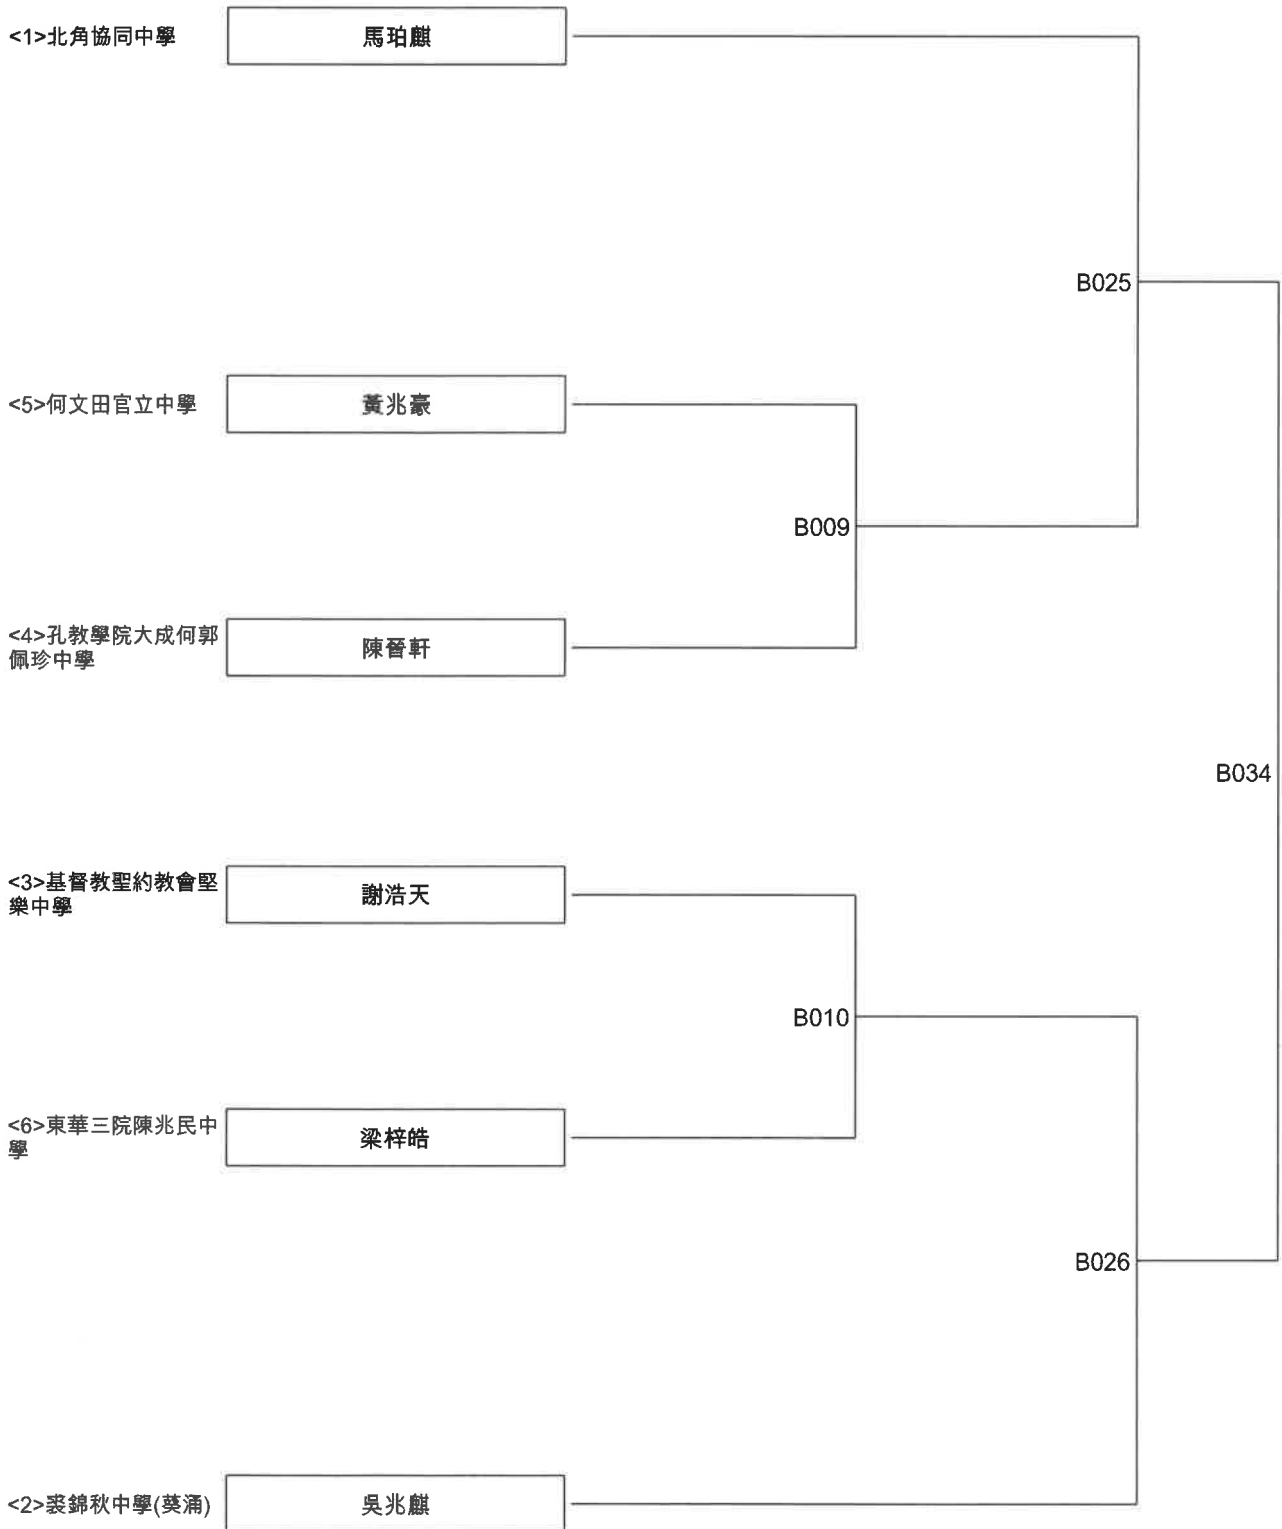 <1>北角協同中學
馬珀麒
B025
<5>何文田官立中學
黃兆豪
B009
<4>孔教學院大成何郭
佩珍中學
陳晉軒
B034
<3>基督教聖約教會堅
樂中學
謝浩天
B010
<6>東華三院陳兆民中
學
梁梓皓
B026
<2>裘錦秋中學(葵涌)
吳兆麒